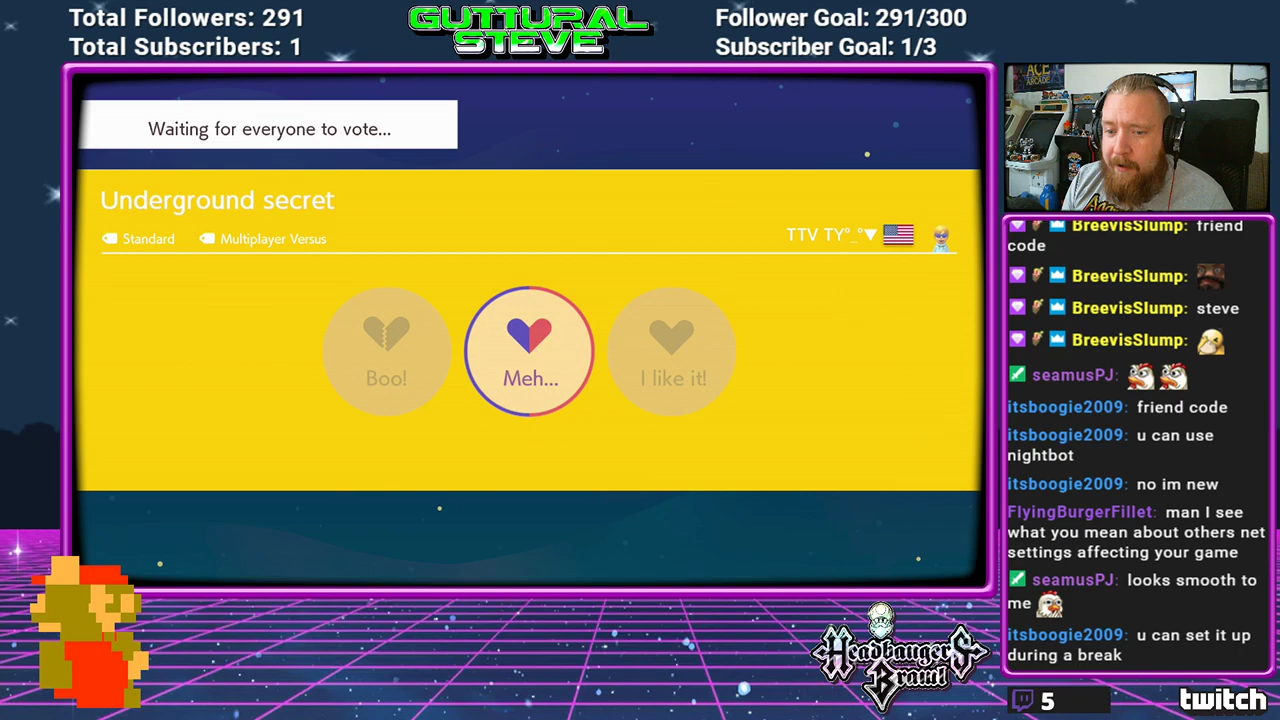 Total Followers: 291
Total Subscribers: 1
GUTTURAL
STEVE
Follower Goal: 291/300
Subscriber Goal: 1/3
ACE
ARCADE
Waiting for everyone to vote...
Underground secret
Standard
Multiplayer Versus
TTV TY°_°▼
Boo!
Meh...
I like it!
BreevisSlump: friend
code
BreevisSlump:
BreevisSlump: steve
BreevisSlump:
seamusPJ:
itsboogie2009: friend code
itsboogie2009: u can use
nightbot
itsboogie2009: no im new
FlyingBurgerFillet: man I see
what you mean about others net
settings affecting your game
seamusPJ: looks smooth to
me
itsboogie2009: u can set it up
during a break
Headbangers
Brawl
5
twitch